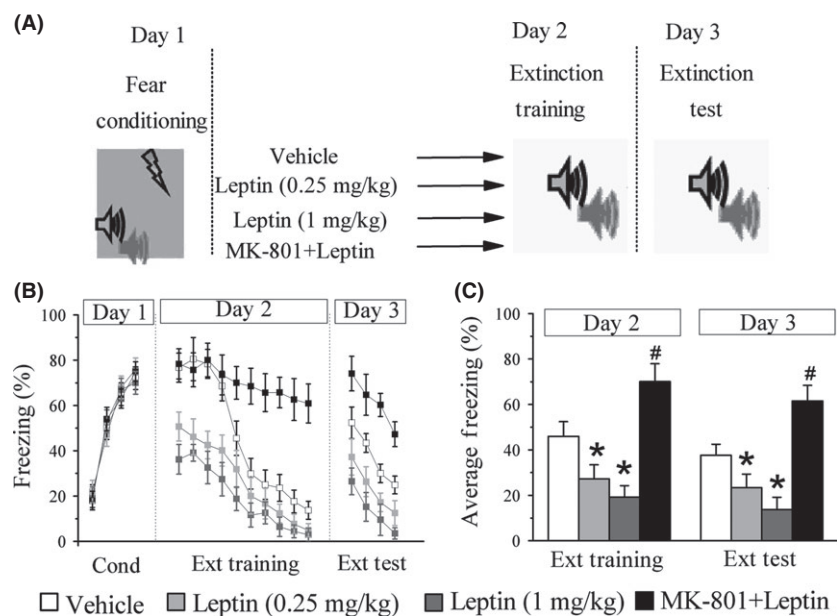 (A)
Day 1
Day 2
Day 3
Fear
conditioning
Extinction
training
Extinction
test
Vehicle
Leptin (0.25 mg/kg)
Leptin (1 mg/kg)
MK-801+Leptin
(B)
Day 1
Day 2
Day 3
Freezing (%)
100
80
60
40
20
0
Cond
Ext training
Ext test
(C)
Day 2
Day 3
Average freezing (%)
100
80
60
40
20
0
*
*
#
*
*
#
Ext training
Ext test
Vehicle
Leptin (0.25 mg/kg)
Leptin (1 mg/kg)
MK-801+Leptin